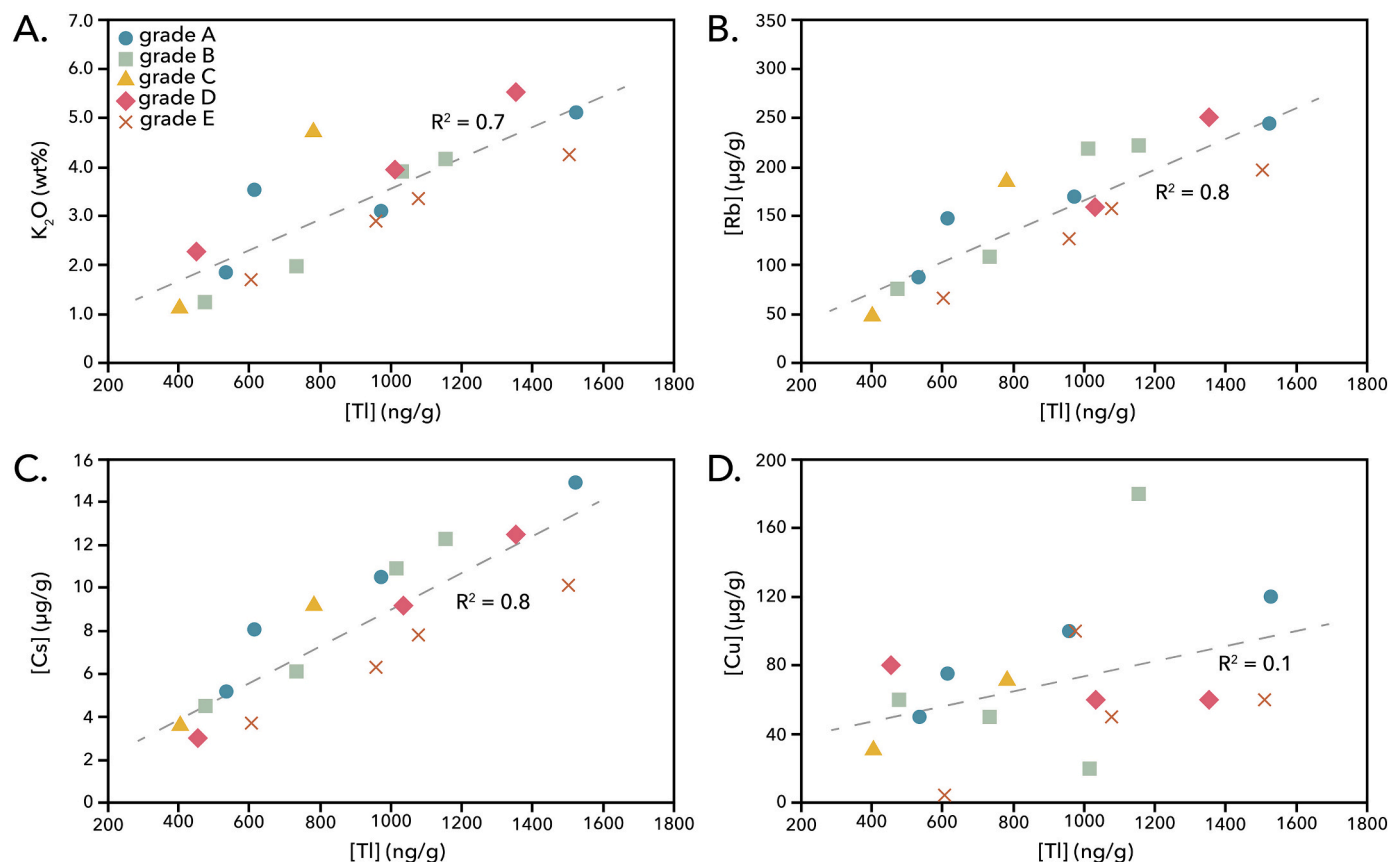 A.
7.0
6.0
5.0
4.0
3.0
2.0
1.0
0
K₂O (wt%)
grade A
grade B
grade C
grade D
grade E
R² = 0.7
200 400 600 800 1000 1200 1400 1600 1800
[Tl] (ng/g)
B.
350
300
250
200
150
100
50
0
[Rb] (µg/g)
R² = 0.8
200 400 600 800 1000 1200 1400 1600 1800
[Tl] (ng/g)
C.
16
14
12
10
8
6
4
2
0
[Cs] (µg/g)
R² = 0.8
200 400 600 800 1000 1200 1400 1600 1800
[Tl] (ng/g)
D.
200
160
120
80
40
0
[Cu] (µg/g)
R² = 0.1
200 400 600 800 1000 1200 1400 1600 1800
[Tl] (ng/g)